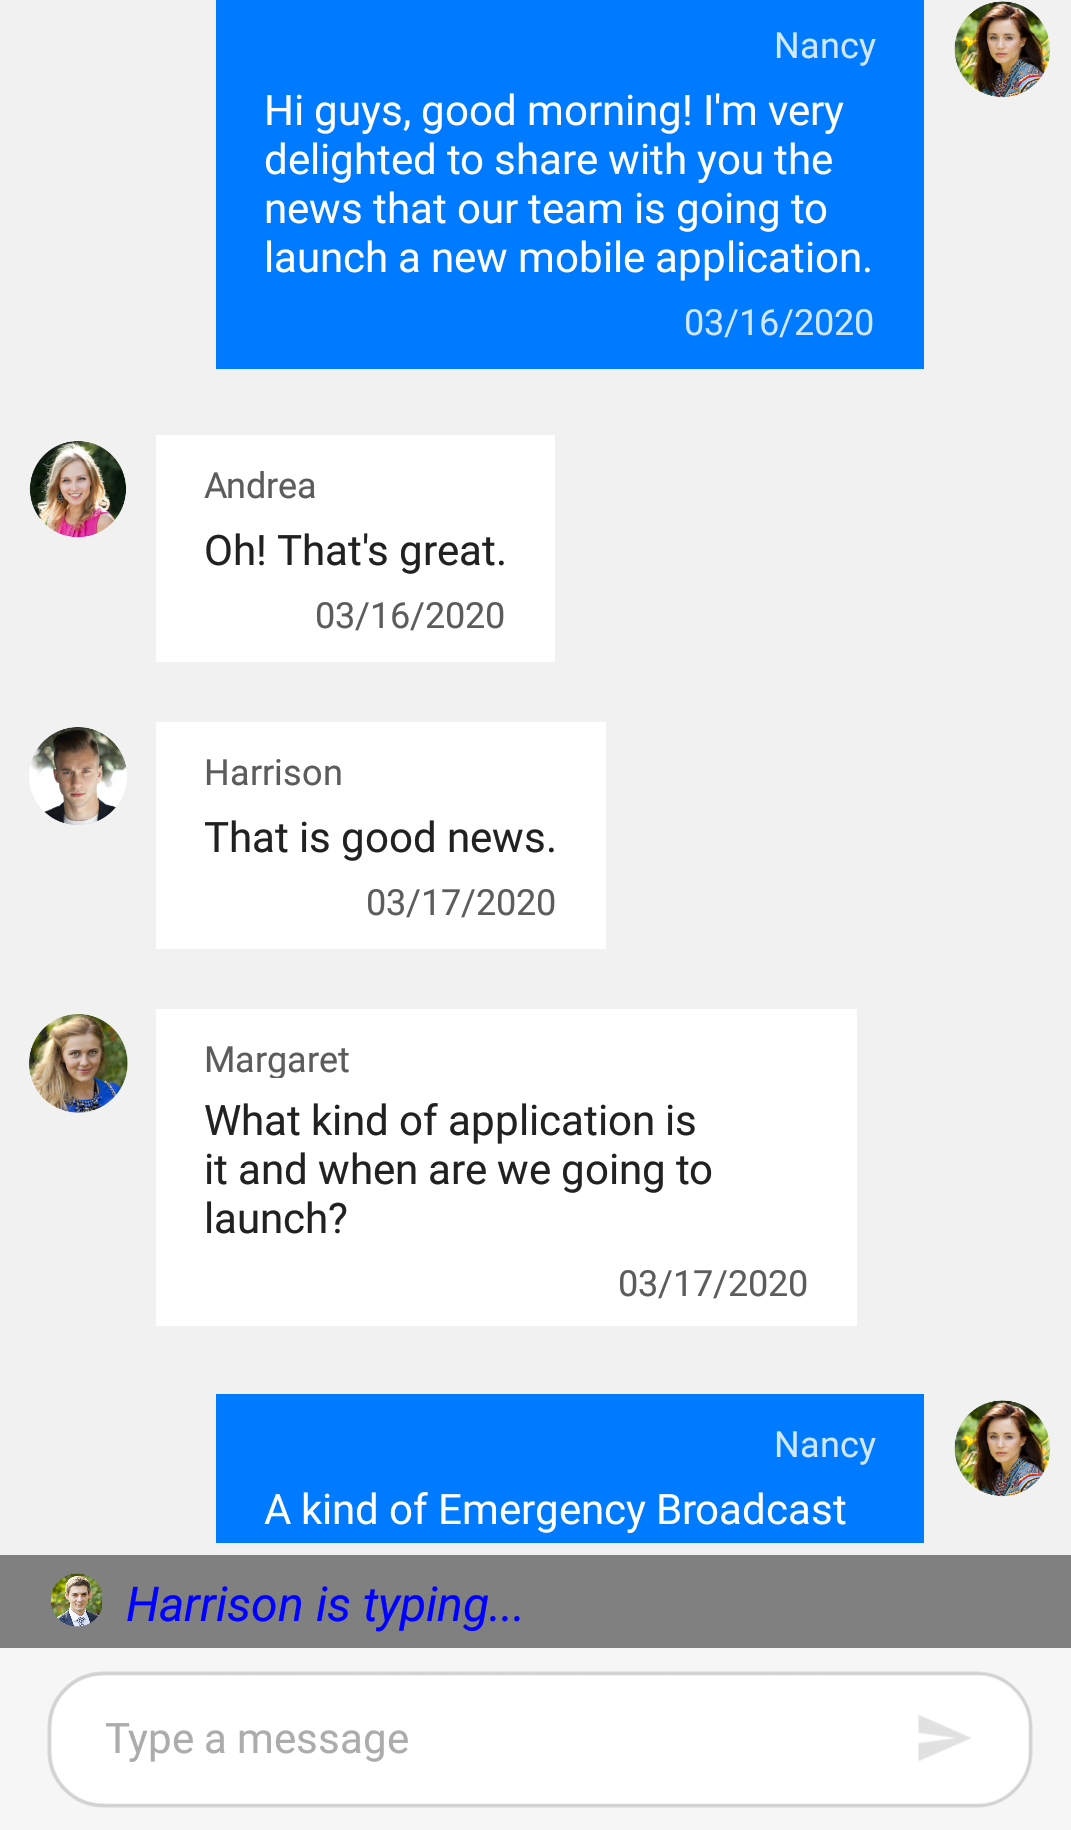 Nancy
Hi guys, good morning! I'm very
delighted to share with you the
news that our team is going to
launch a new mobile application.
03/16/2020
Andrea
Oh! That's great.
03/16/2020
Harrison
That is good news.
03/17/2020
Margaret
What kind of application is
it and when are we going to
launch?
03/17/2020
Nancy
A kind of Emergency Broadcast
Harrison is typing...
Type a message